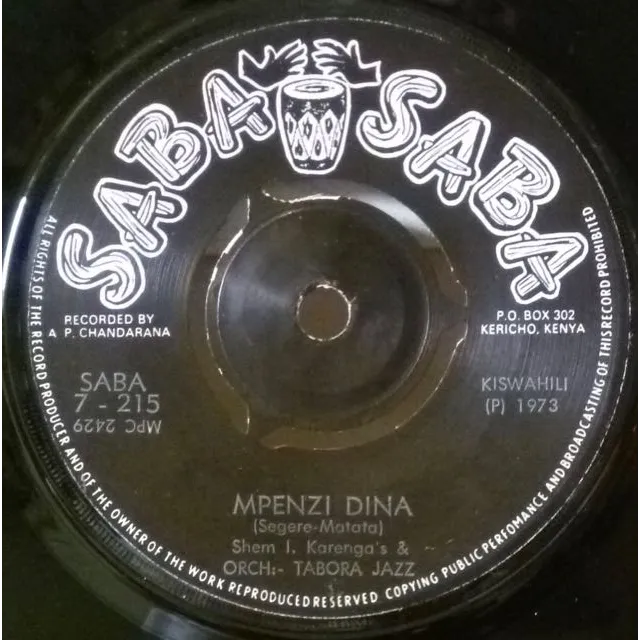 SABA SABA
RECORDED BY
A P. CHANDARANA
P.O. BOX 302
KERICHO, KENYA
SABA
7 - 215
MPC 2429
KISWAHILI
(P) 1973
MPENZI DINA
(Segere-Matata)
Shem I. Karenga's &
ORCH:- TABORA JAZZ
ALL RIGHTS OF THE RECORD PRODUCER AND OF THE OWNER OF THE WORK REPRODUCED RESERVED COPYING PUBLIC PERFOMANCE AND BROADCASTING OF THIS RECORD PROHIBITED